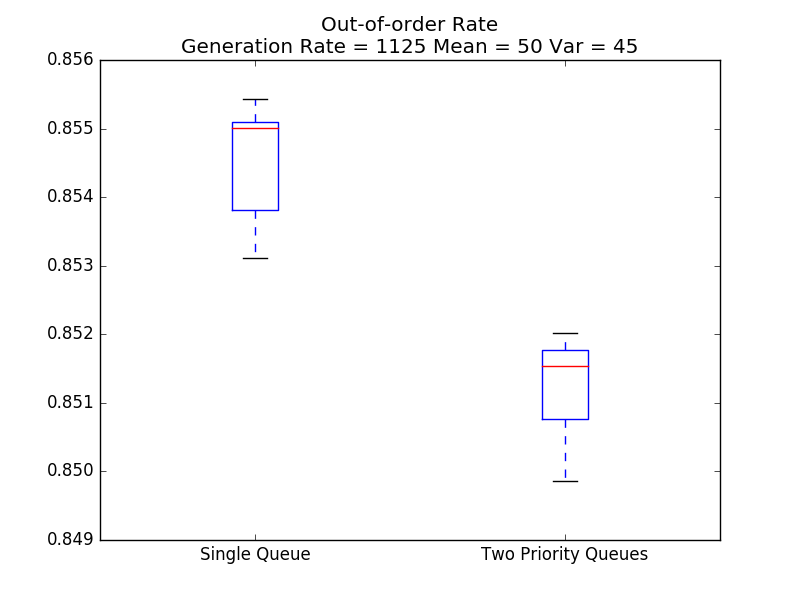 Out-of-order Rate
Generation Rate = 1125 Mean = 50 Var = 45
0.856
0.855
0.854
0.853
0.852
0.851
0.850
0.849
Single Queue
Two Priority Queues